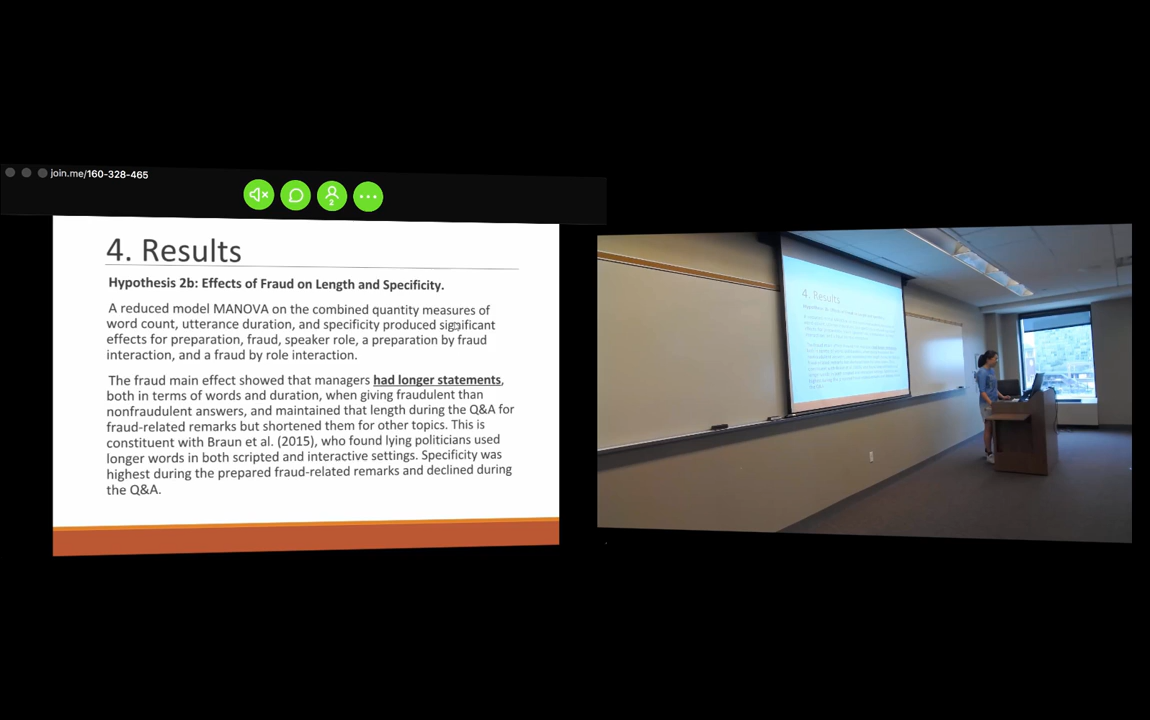 join.me/160-328-465
2
4. Results
Hypothesis 2b: Effects of Fraud on Length and Specificity.
A reduced model MANOVA on the combined quantity measures of
word count, utterance duration, and specificity produced significant
effects for preparation, fraud, speaker role, a preparation by fraud
interaction, and a fraud by role interaction.
The fraud main effect showed that managers had longer statements,
both in terms of words and duration, when giving fraudulent than
nonfraudulent answers, and maintained that length during the Q&A for
fraud-related remarks but shortened them for other topics. This is
constituent with Braun et al. (2015), who found lying politicians used
longer words in both scripted and interactive settings. Specificity was
highest during the prepared fraud-related remarks and declined during
the Q&A.
4. Results